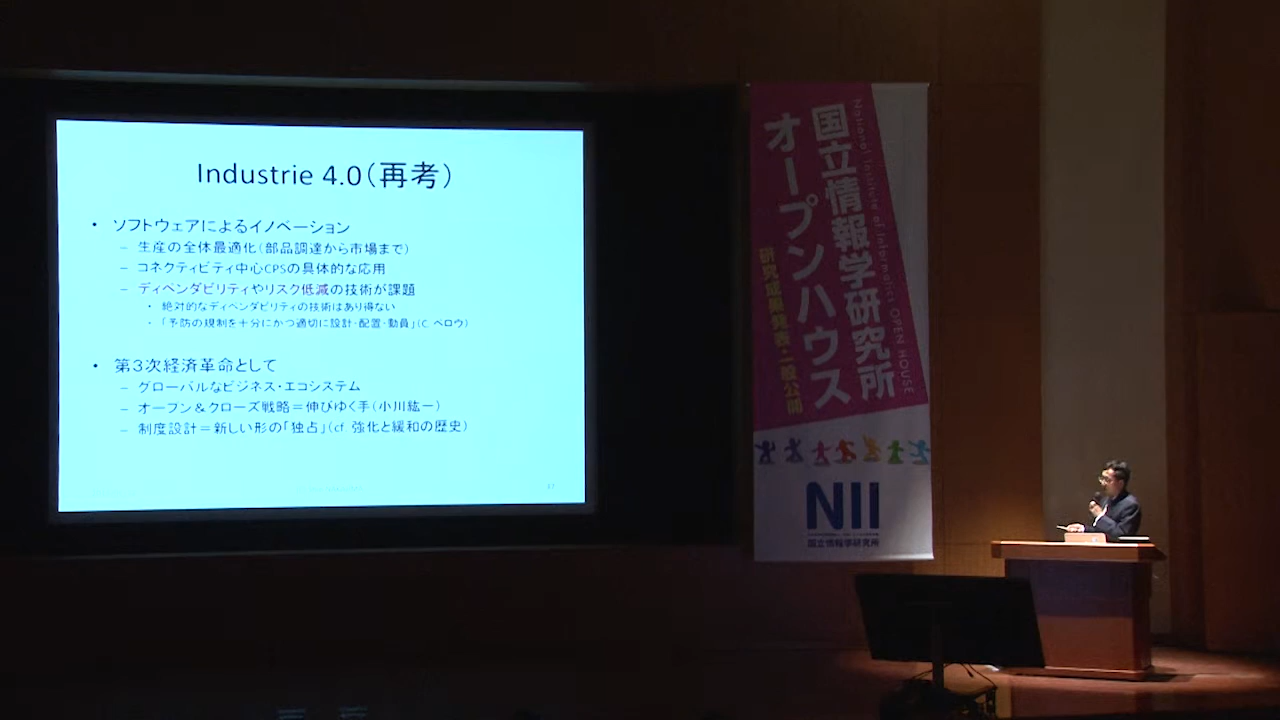 Industrie 4.0(再考)
• ソフトウェアによるイノベーション
– 生産の全体最適化(部品調達から市場まで)
– コネクティビティ中心CPSの具体的な応用
– ディペンダビリティやリスク低減の技術が課題
• 絶対的なディペンダビリティの技術はあり得ない
• 「予防の規制を十分にかつ適切に設計・配置・動員」(C. ペロウ)
• 第3次経済革命として
– グローバルなビジネス・エコシステム
– オープン&クローズ戦略=伸びゆく手(小川紘一)
– 制度設計=新しい形の「独占」(cf. 強化と緩和の歴史)
国立情報学研究所
National Institute of Informatics OPEN HOUSE
オープンハウス
研究成果発表・一般公開
NII
国立情報学研究所